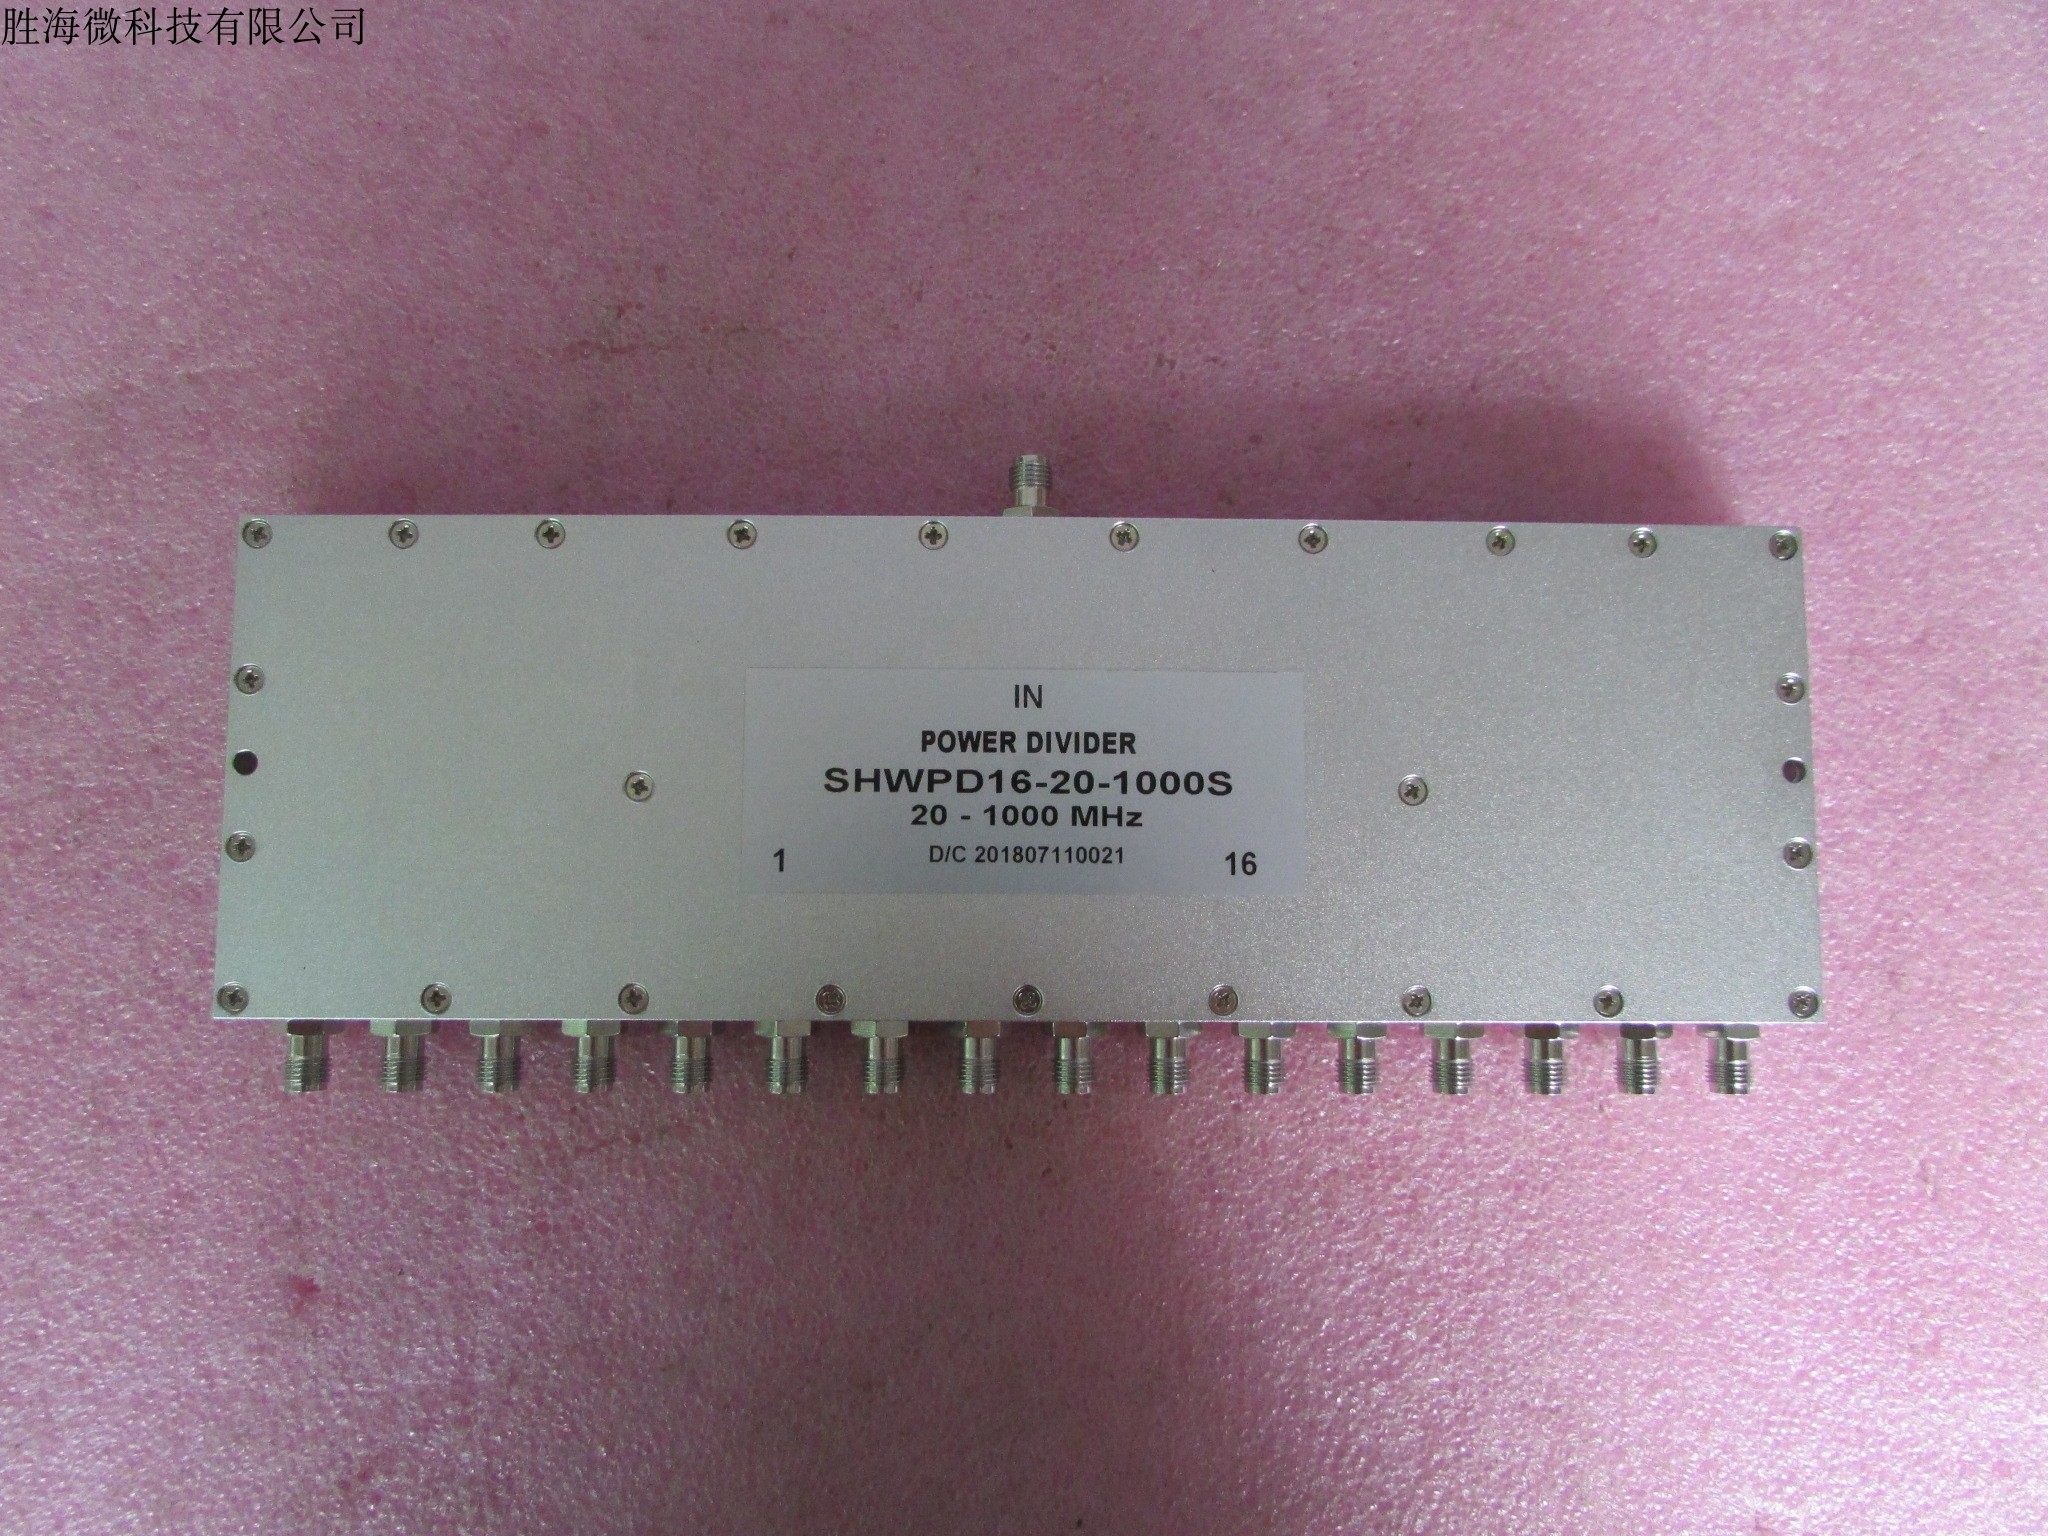 胜海微科技有限公司
IN
POWER DIVIDER
SHWPD16-20-1000S
20 - 1000 MHz
D/C 201807110021
1 16